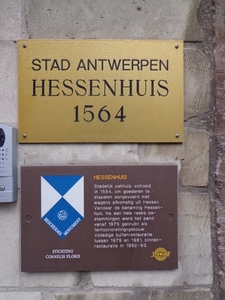 STAD ANTWERPEN
HESSENHUIS
1564
HESSENHUIS
Stedelijk pakhuis, voltooid
in 1564, om goederen te
stapelen aangevoerd met
wagens afkomstig uit Hessen.
Vandaar de benaming Hessen-
huis. Na een hele reeks be-
stemmingen werd het pand
vanaf 1975 gebruikt als
tentoonstellingsgebouw.
Volledige buitenrestauratie
tussen 1979 en 1981, binnen-
restauratie in 1992-93.
BESCHERMD MONUMENT
STICHTING
CORNELIS FLORIS